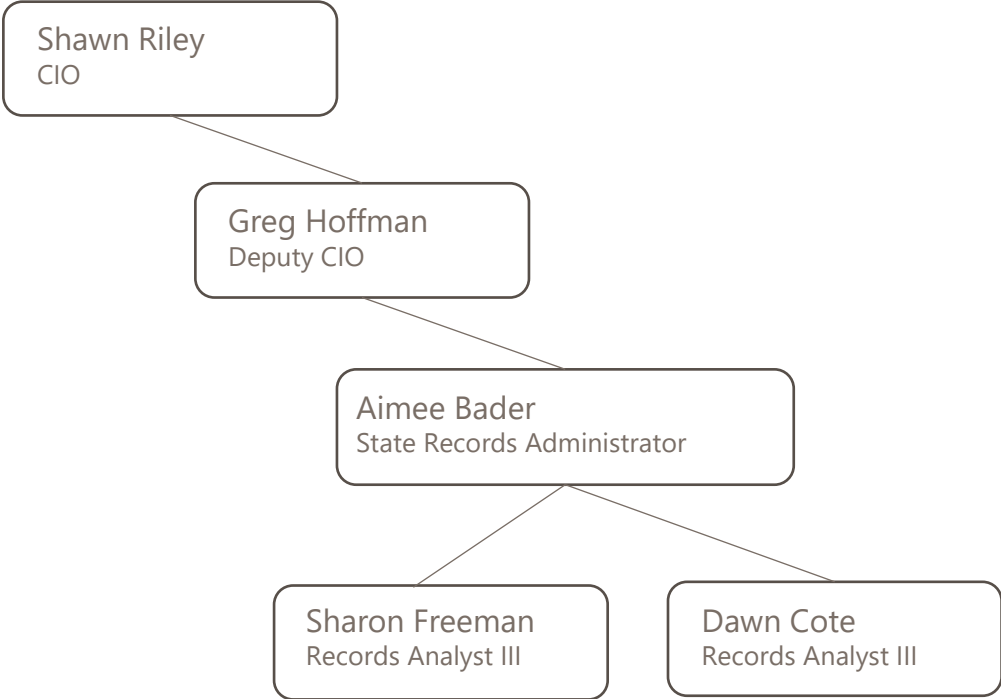 Shawn Riley
CIO
Greg Hoffman
Deputy CIO
Aimee Bader
State Records Administrator
Sharon Freeman
Records Analyst III
Dawn Cote
Records Analyst III